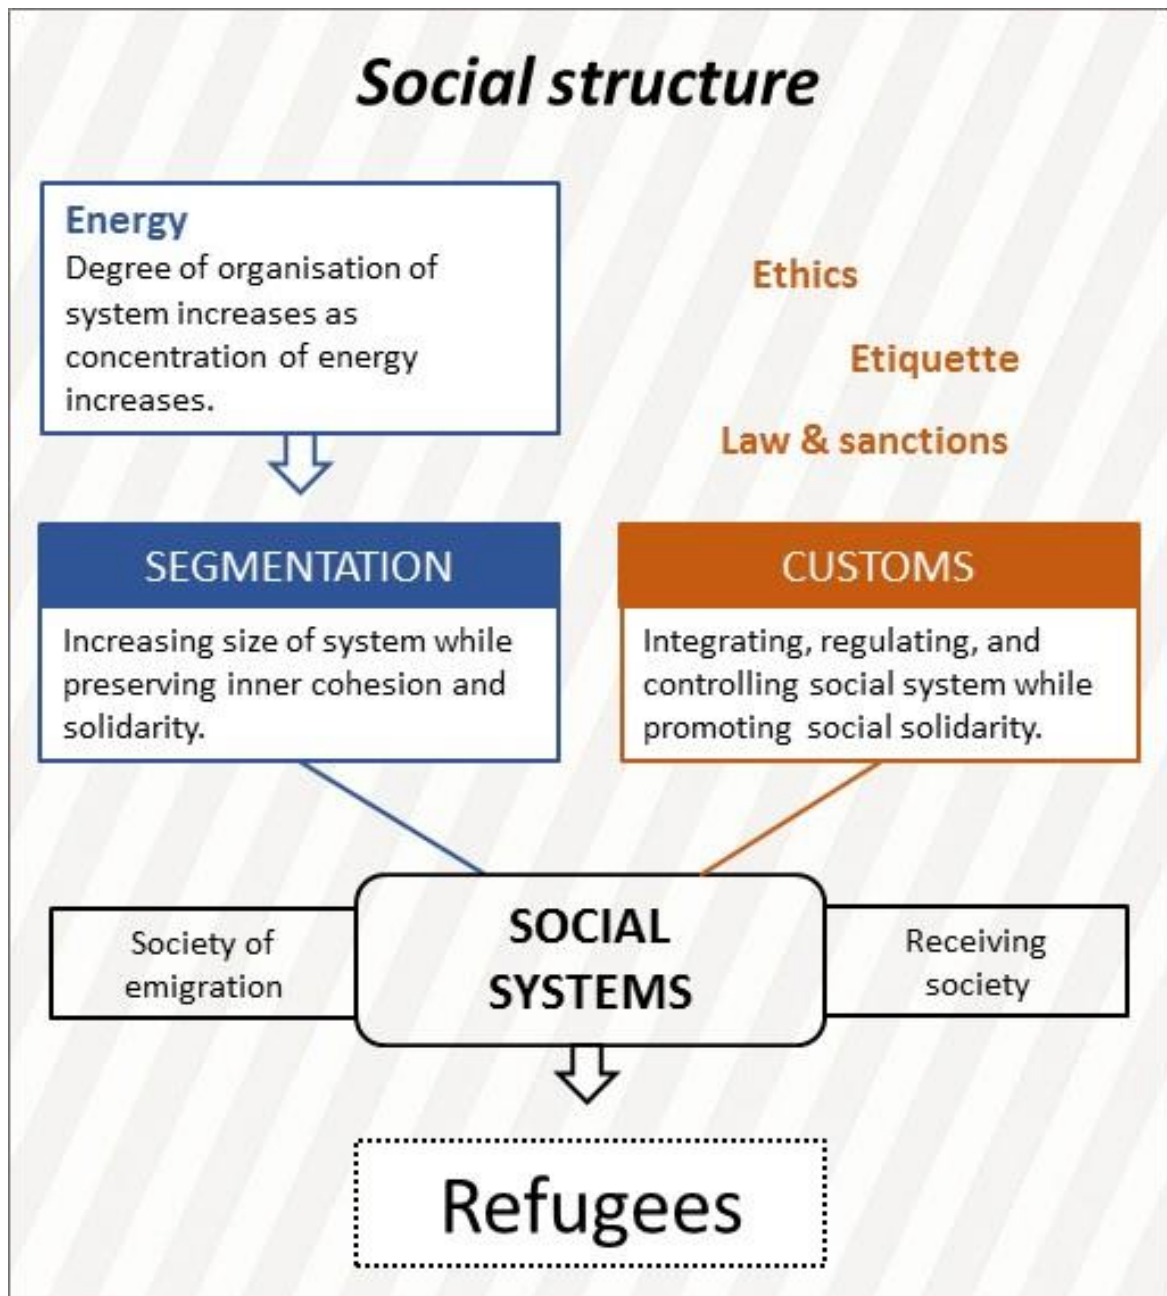 Social structure
Energy
Degree of organisation of
system increases as
concentration of energy
increases.
Ethics
Etiquette
Law & sanctions
SEGMENTATION
Increasing size of system while
preserving inner cohesion and
solidarity.
CUSTOMS
Integrating, regulating, and
controlling social system while
promoting social solidarity.
Society of
emigration
SOCIAL
SYSTEMS
Receiving
society
Refugees